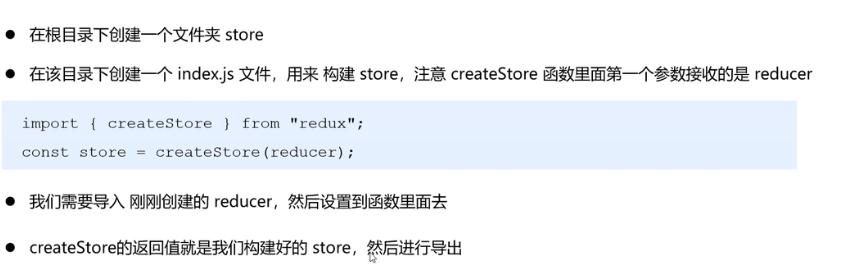 ● 在根目录下创建一个文件夹 store
● 在该目录下创建一个 index.js 文件，用来 构建 store，注意 createStore 函数里面第一个参数接收的是 reducer
import { createStore } from "redux";
const store = createStore(reducer);
● 我们需要导入 刚刚创建的 reducer，然后设置到函数里面去
● createStore的返回值就是我们构建好的 store，然后进行导出